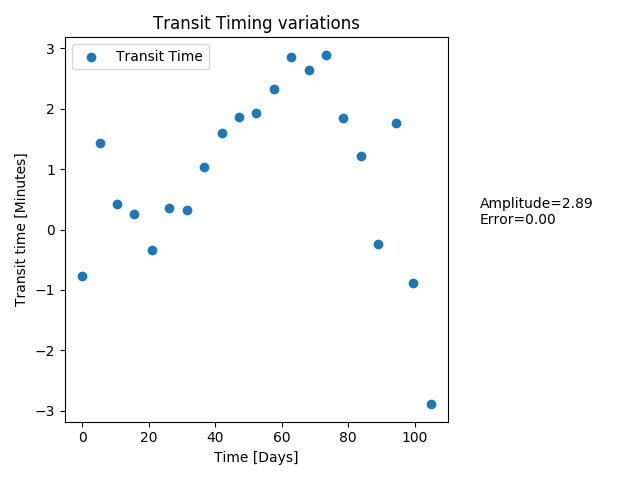 Transit Timing variations
Transit Time
3
2
1
0
−1
−2
−3
Transit time [Minutes]
0 20 40 60 80 100
Time [Days]
Amplitude=2.89
Error=0.00